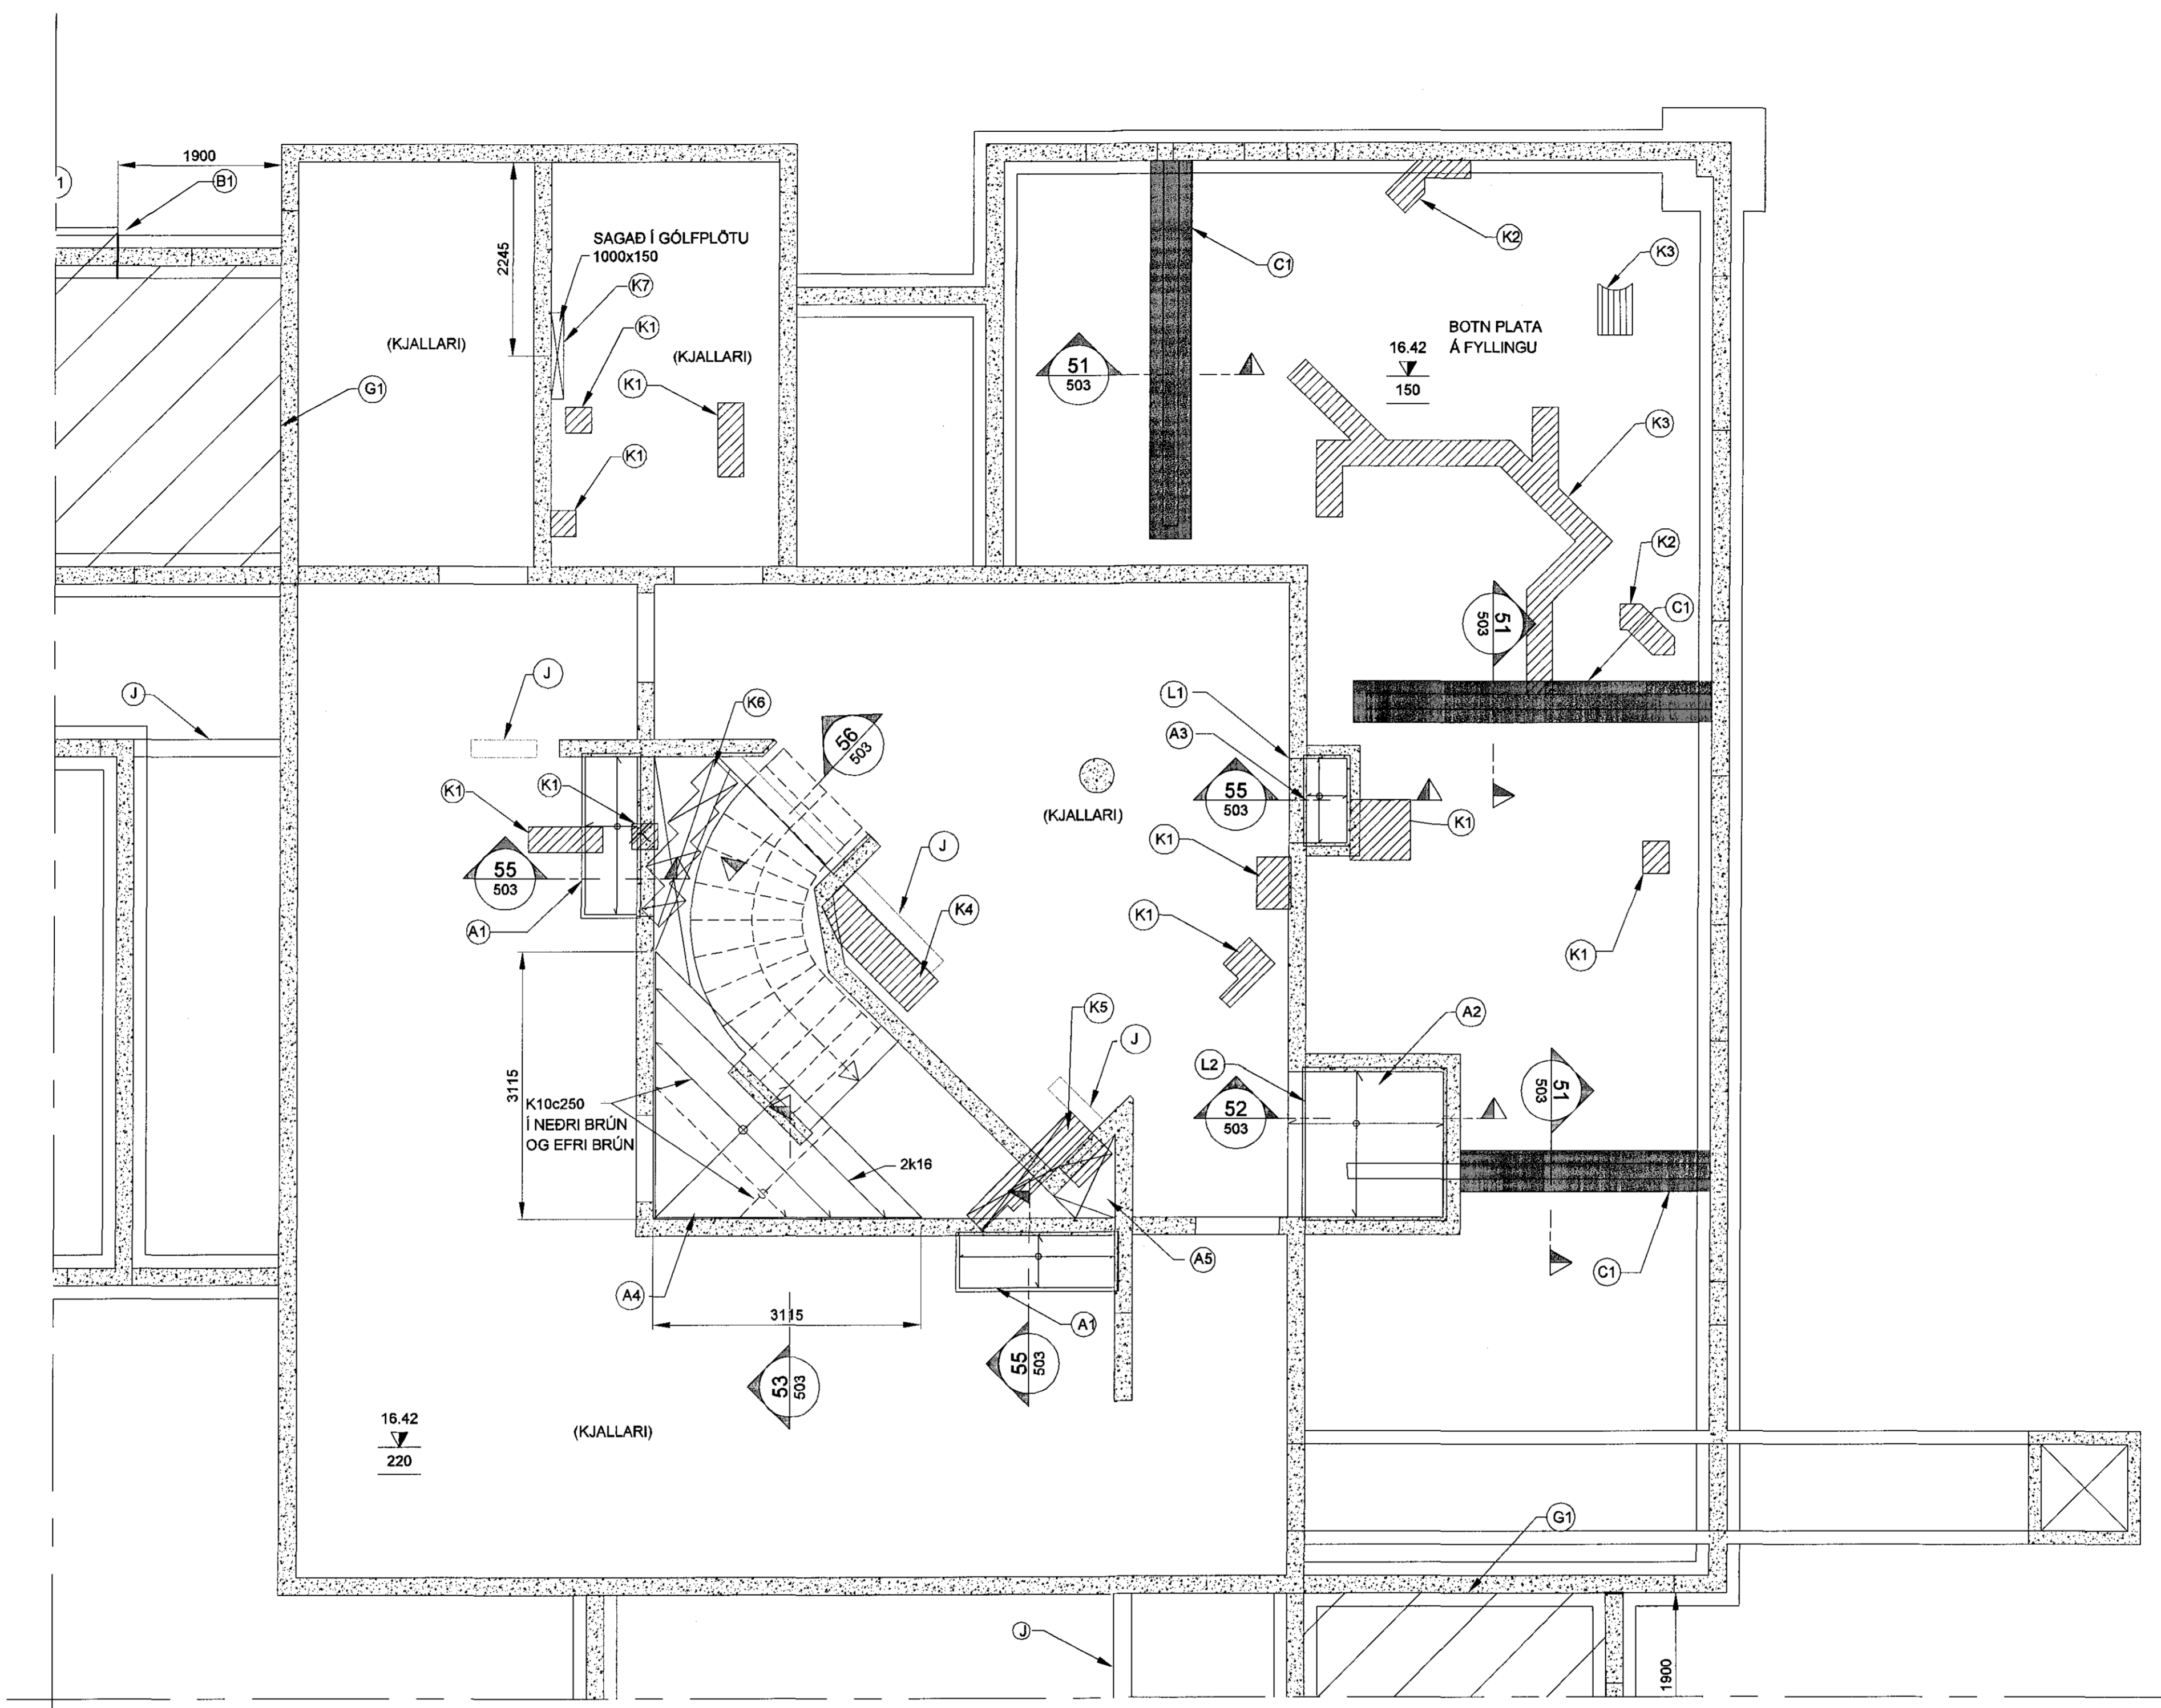 1900
B1
1
SAGAÐ Í GÓLFPLÖTU
1000x150
2245
K7
K1
(KJALLARI)
(KJALLARI)
K1
G1
K1
C1
K2
K3
BOTN PLATA
Á FYLLINGU
16.42
150
51
503
K3
K2
C1
51
503
J
J
K6
56
503
L1
A3
K1
K1
55
503
(KJALLARI)
55
503
K1
K1
J
A1
K4
K1
K1
K5
J
A2
L2
52
503
51
503
3115
K10c250
Í NEÐRI BRÚN
OG EFRI BRÚN
2k16
A5
C1
A4
3115
A1
53
503
55
503
16.42
220
(KJALLARI)
G1
J
1900